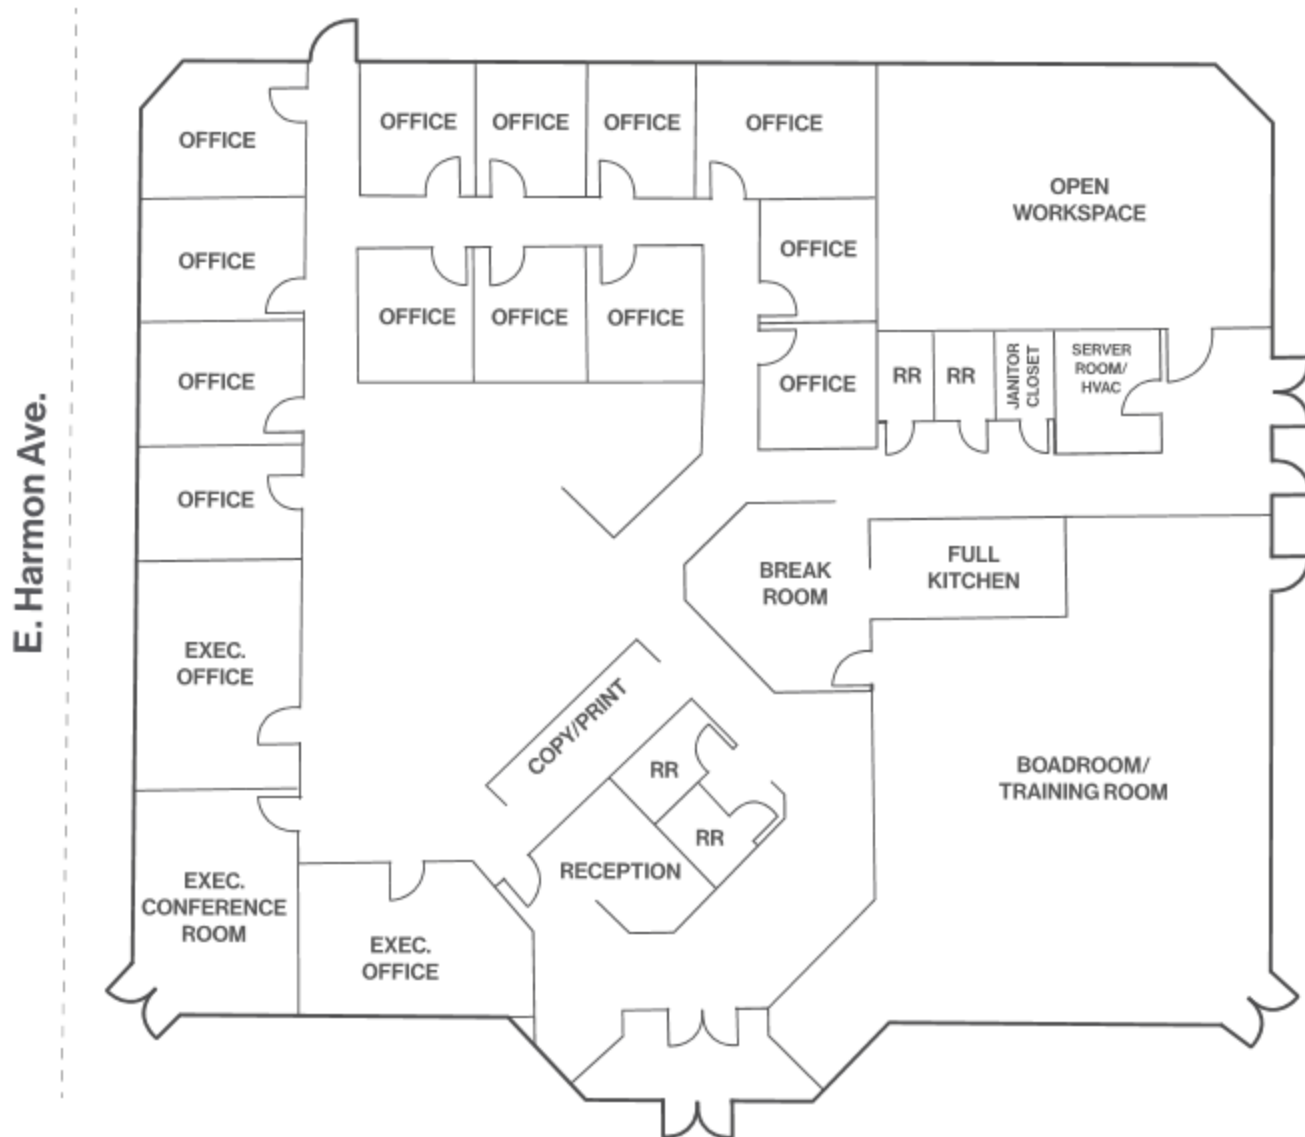 E. Harmon Ave.
OFFICE
OFFICE
OFFICE
OFFICE
OFFICE
OFFICE
OFFICE
OFFICE
OFFICE
OFFICE
OFFICE
OFFICE
OFFICE
OPEN
WORKSPACE
RR
RR
JANITOR
CLOSET
SERVER
ROOM/
HVAC
BREAK
ROOM
FULL
KITCHEN
EXEC.
OFFICE
COPY/PRINT
RR
RR
RECEPTION
BOADROOM/
TRAINING ROOM
EXEC.
CONFERENCE
ROOM
EXEC.
OFFICE